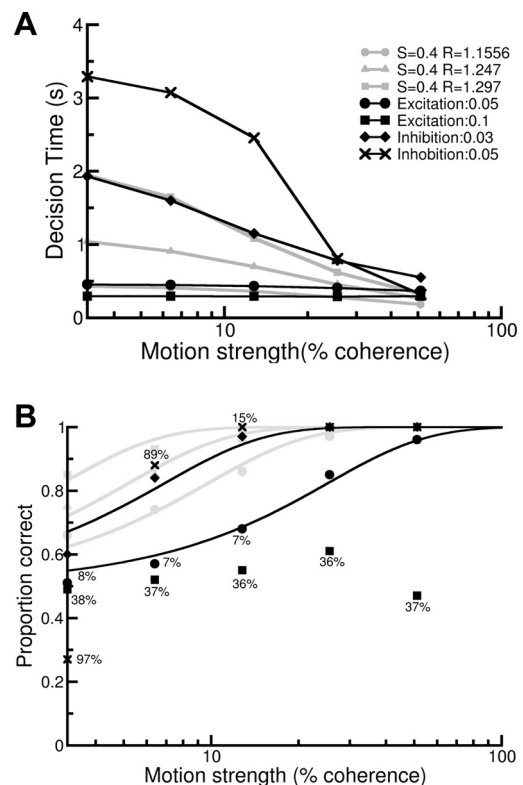 A
4
3
2
1
0
Decision Time (s)
S=0.4 R=1.1556
S=0.4 R=1.247
S=0.4 R=1.297
Excitation:0.05
Excitation:0.1
Inhibition:0.03
Inhobition:0.05
10
100
Motion strength(% coherence)
B
1
0.8
0.6
0.4
0.2
0
Proportion correct
15%
89%
7%
8%
7%
36%
38%
37%
36%
37%
97%
10
100
Motion strength (% coherence)